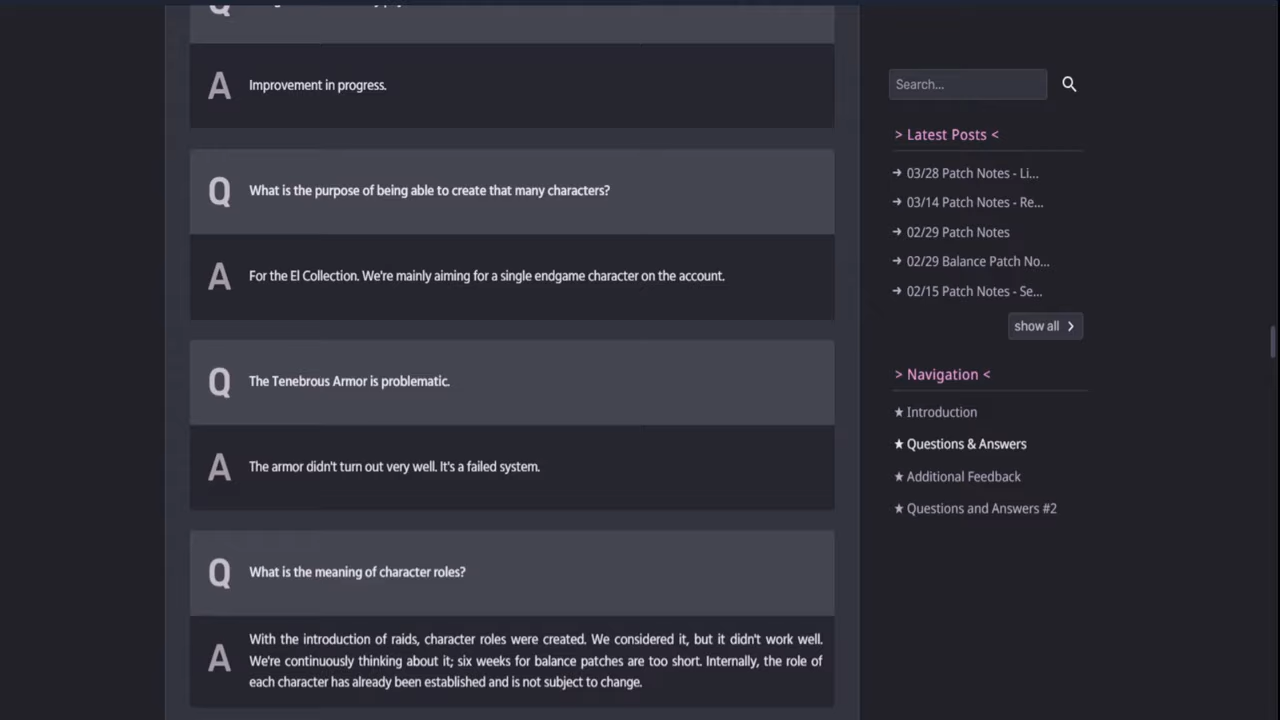 Q
A Improvement in progress.
Q What is the purpose of being able to create that many characters?
A For the El Collection. We're mainly aiming for a single endgame character on the account.
Q The Tenebrous Armor is problematic.
A The armor didn't turn out very well. It's a failed system.
Q What is the meaning of character roles?
A With the introduction of raids, character roles were created. We considered it, but it didn't work well.
We're continuously thinking about it; six weeks for balance patches are too short. Internally, the role of
each character has already been established and is not subject to change.
Search...
> Latest Posts <
→ 03/28 Patch Notes - Li...
→ 03/14 Patch Notes - Re...
→ 02/29 Patch Notes
→ 02/29 Balance Patch No...
→ 02/15 Patch Notes - Se...
show all >
> Navigation <
★ Introduction
★ Questions & Answers
★ Additional Feedback
★ Questions and Answers #2